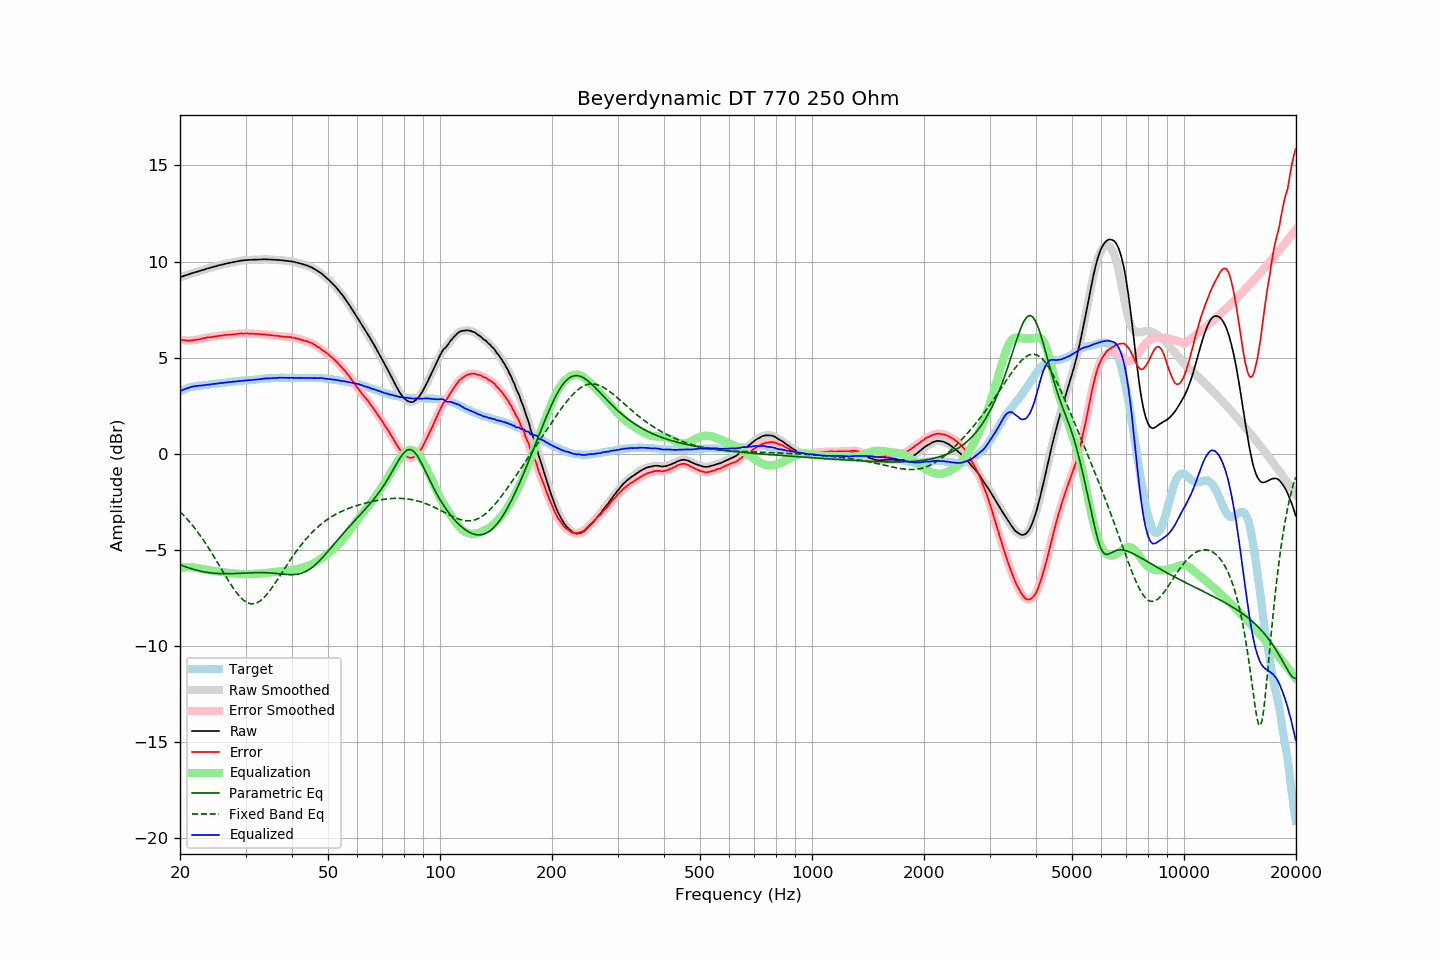 Beyerdynamic DT 770 250 Ohm
Amplitude (dBr)
15
10
5
0
−5
−10
−15
−20
Target
Raw Smoothed
Error Smoothed
Raw
Error
Equalization
Parametric Eq
Fixed Band Eq
Equalized
20 50 100 200 500 1000 2000 5000 10000 20000
Frequency (Hz)